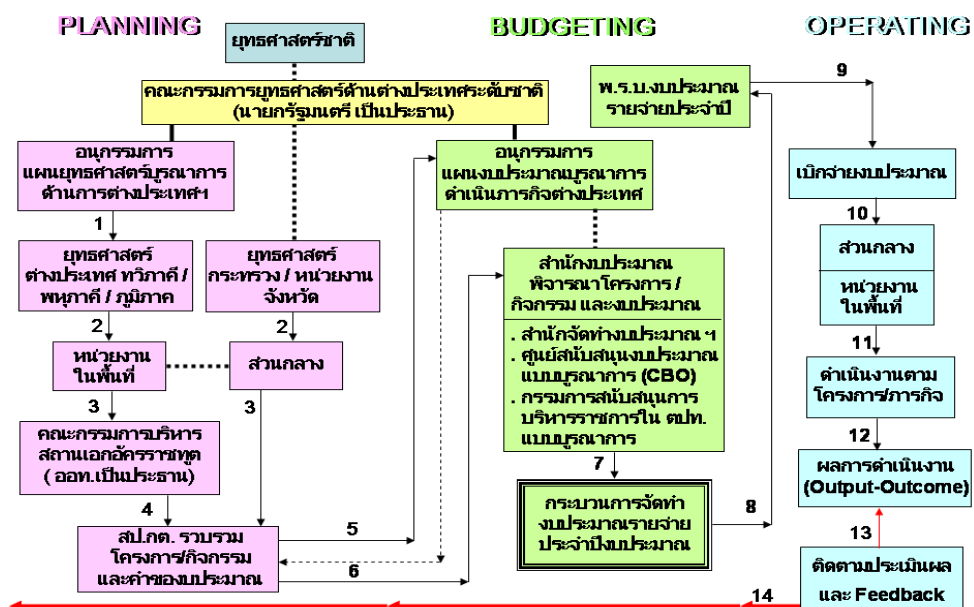 PLANNING
BUDGETING
OPERATING
ยุทธศาสตร์ชาติ
คณะกรรมการยุทธศาสตร์ด้านต่างประเทศระดับชาติ
(นายกรัฐมนตรี เป็นประธาน)
อนุกรรมการ
แผนยุทธศาสตร์บูรณาการ
ด้านการต่างประเทศฯ
1
ยุทธศาสตร์
ต่างประเทศ ทวิภาคี /
พหุภาคี / ภูมิภาค
ยุทธศาสตร์
กระทรวง / หน่วยงาน
จังหวัด
2
2
หน่วยงาน
ในพื้นที่
ส่วนกลาง
3
3
คณะกรรมการบริหาร
สถานเอกอัครราชทูต
( ออท.เป็นประธาน)
4
สป.กต. รวบรวม
โครงการ/กิจกรรม
และคำของบประมาณ
5
6
อนุกรรมการ
แผนงบประมาณบูรณาการ
ดำเนินภารกิจต่างประเทศ
สำนักงบประมาณ
พิจารณาโครงการ /
กิจกรรม และงบประมาณ
. สำนักจัดทำงบประมาณ ฯ
. ศูนย์สนับสนุนงบประมาณ
แบบบูรณาการ (CBO)
. กรรมการสนับสนุนการ
บริหารราชการใน ตปท.
แบบบูรณาการ
7
กระบวนการจัดทำ
งบประมาณรายจ่าย
ประจำปีงบประมาณ
8
พ.ร.บ.งบประมาณ
รายจ่ายประจำปี
9
เบิกจ่ายงบประมาณ
10
ส่วนกลาง
หน่วยงาน
ในพื้นที่
11
ดำเนินงานตาม
โครงการ/ภารกิจ
12
ผลการดำเนินงาน
(Output-Outcome)
13
ติดตามประเมินผล
และ Feedback
14